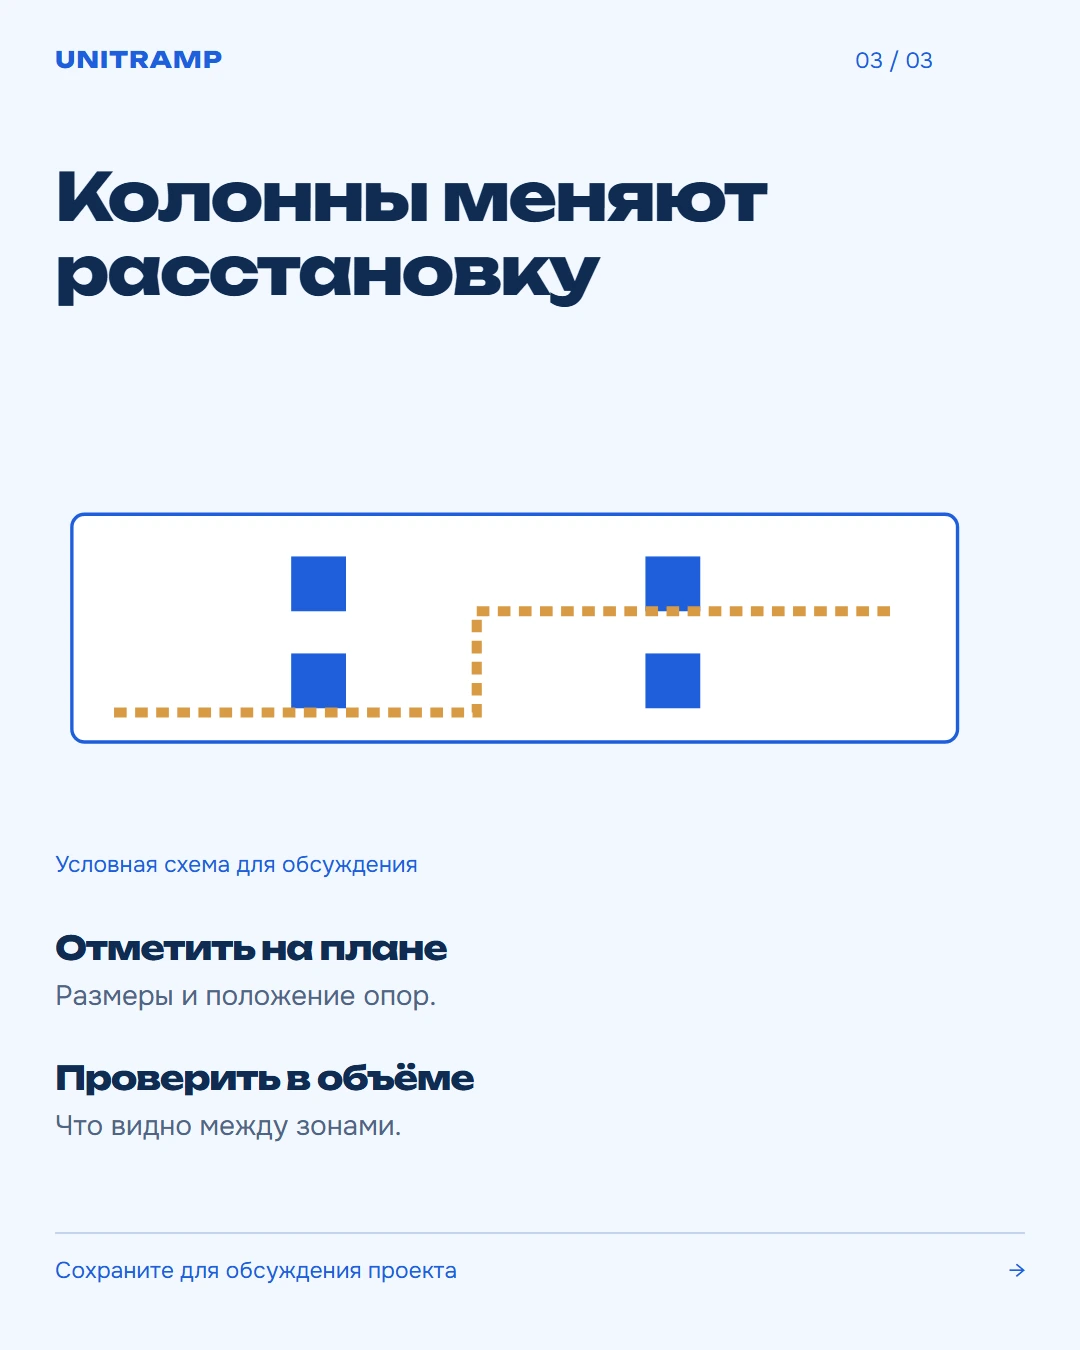 UNITRAMP
03 / 03
Колонны меняют
расстановку
Условная схема для обсуждения
Отметить на плане
Размеры и положение опор.
Проверить в объёме
Что видно между зонами.
Сохраните для обсуждения проекта →